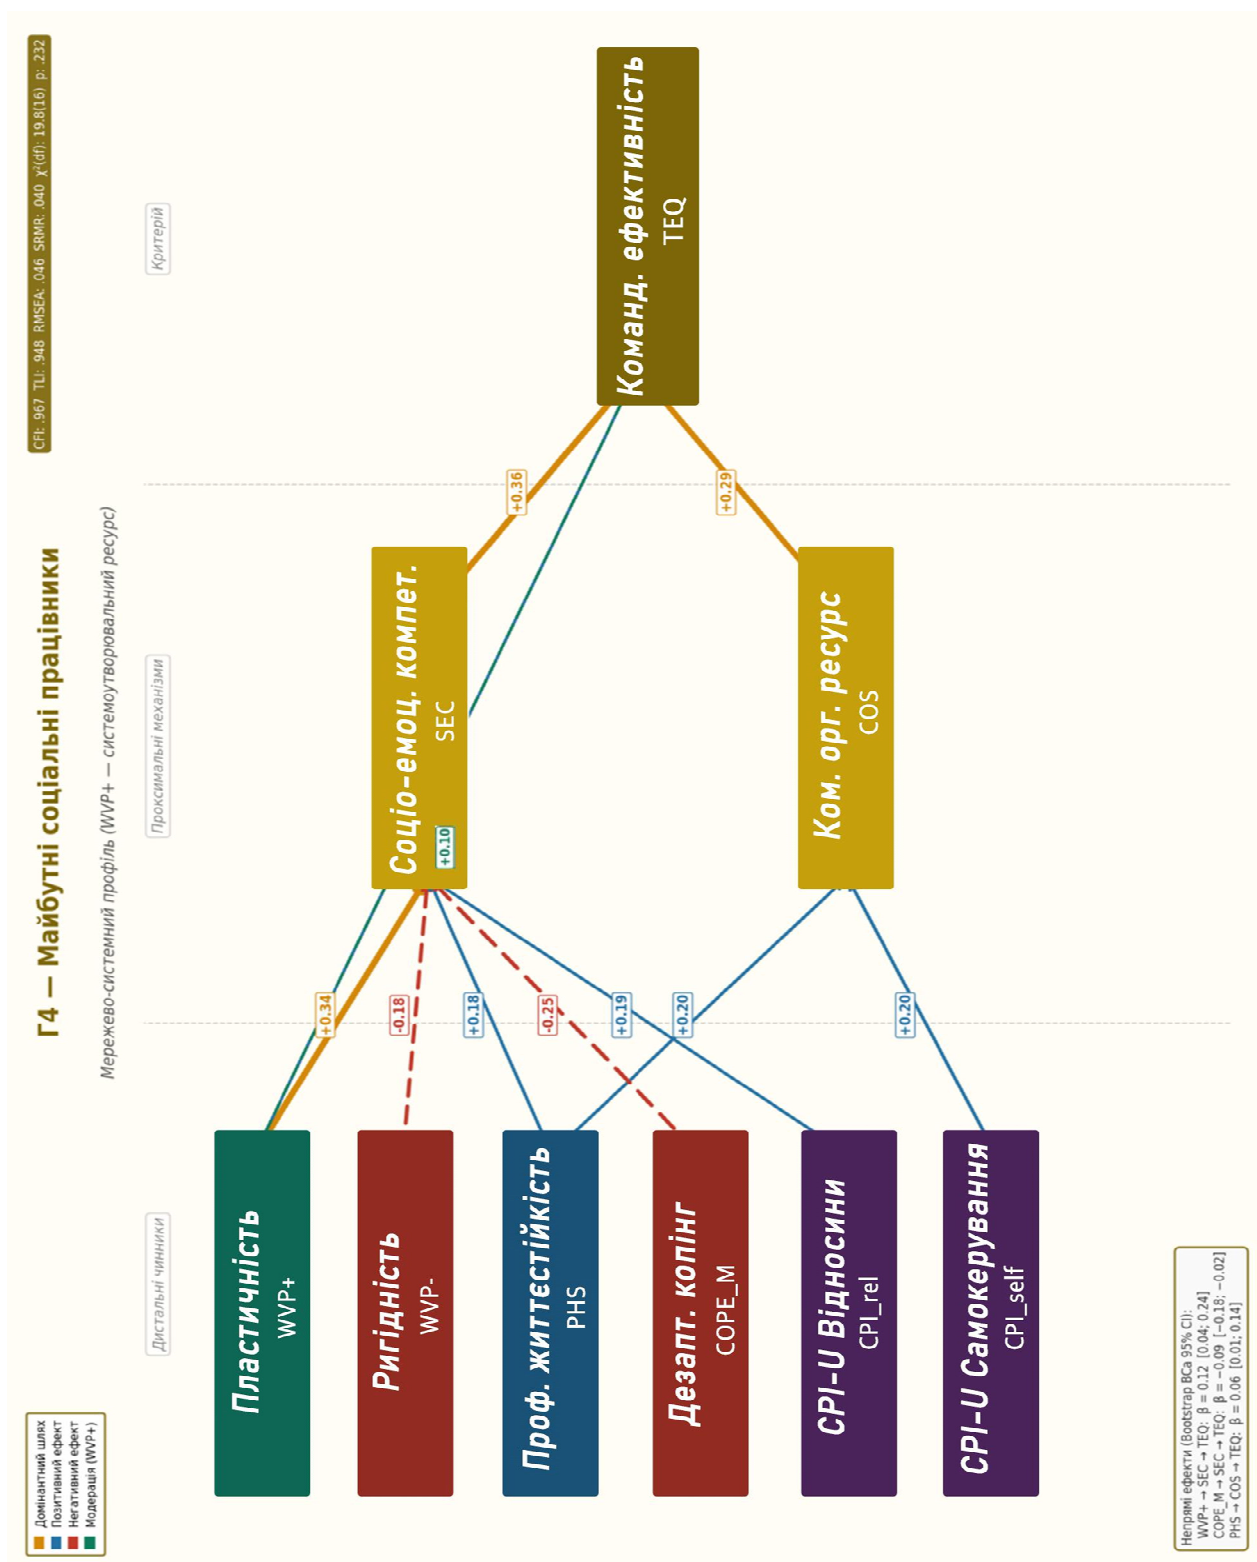 Г4 — Майбутні соціальні працівники
CFI: .967 TLI: .948 RMSEA: .046 SRMR: .040 χ²(df): 19.8(16) p: .232
Мережево-системний профіль (WVP+ — системоутворювальний ресурс)
Домінантний шлях
Позитивний ефект
Негативний ефект
Модерація (WVP+)
Дистальні чинники
Проксимальні механізми
Критерій
Пластичність
WVP+
Ригідність
WVP-
Проф. життєстійкість
PHS
Дезапт. копінг
COPE_M
CPI-U Відносини
CPI_rel
CPI-U Самокерування
CPI_self
+0.34
-0.18
+0.18
-0.25
+0.19
+0.20
+0.20
Соціо-емоц. компет.
SEC
+0.10
Ком. орг. ресурс
COS
+0.36
+0.29
Команд. ефективність
TEQ
Непрямі ефекти (Bootstrap BCa 95% CI):
WVP+ → SEC → TEQ: β = 0.12 [0.04; 0.24]
COPE_M → SEC → TEQ: β = −0.09 [−0.18; −0.02]
PHS → COS → TEQ: β = 0.06 [0.01; 0.14]